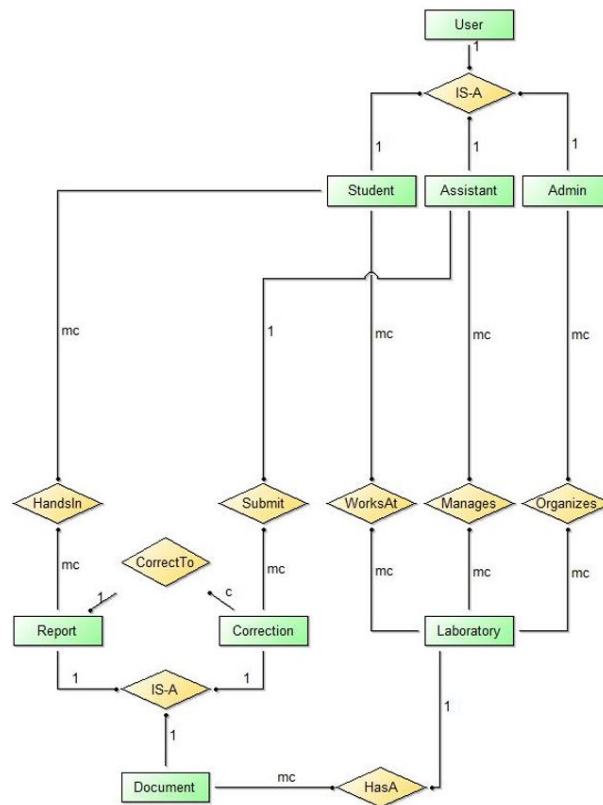 User
1
IS-A
1
1
1
Student
Assistant
Admin
mc
1
mc
mc
mc
HandsIn
Submit
WorksAt
Manages
Organizes
mc
CorrectTo
mc
mc
mc
mc
1
c
Report
Correction
Laboratory
1
IS-A
1
1
1
Document
mc
HasA